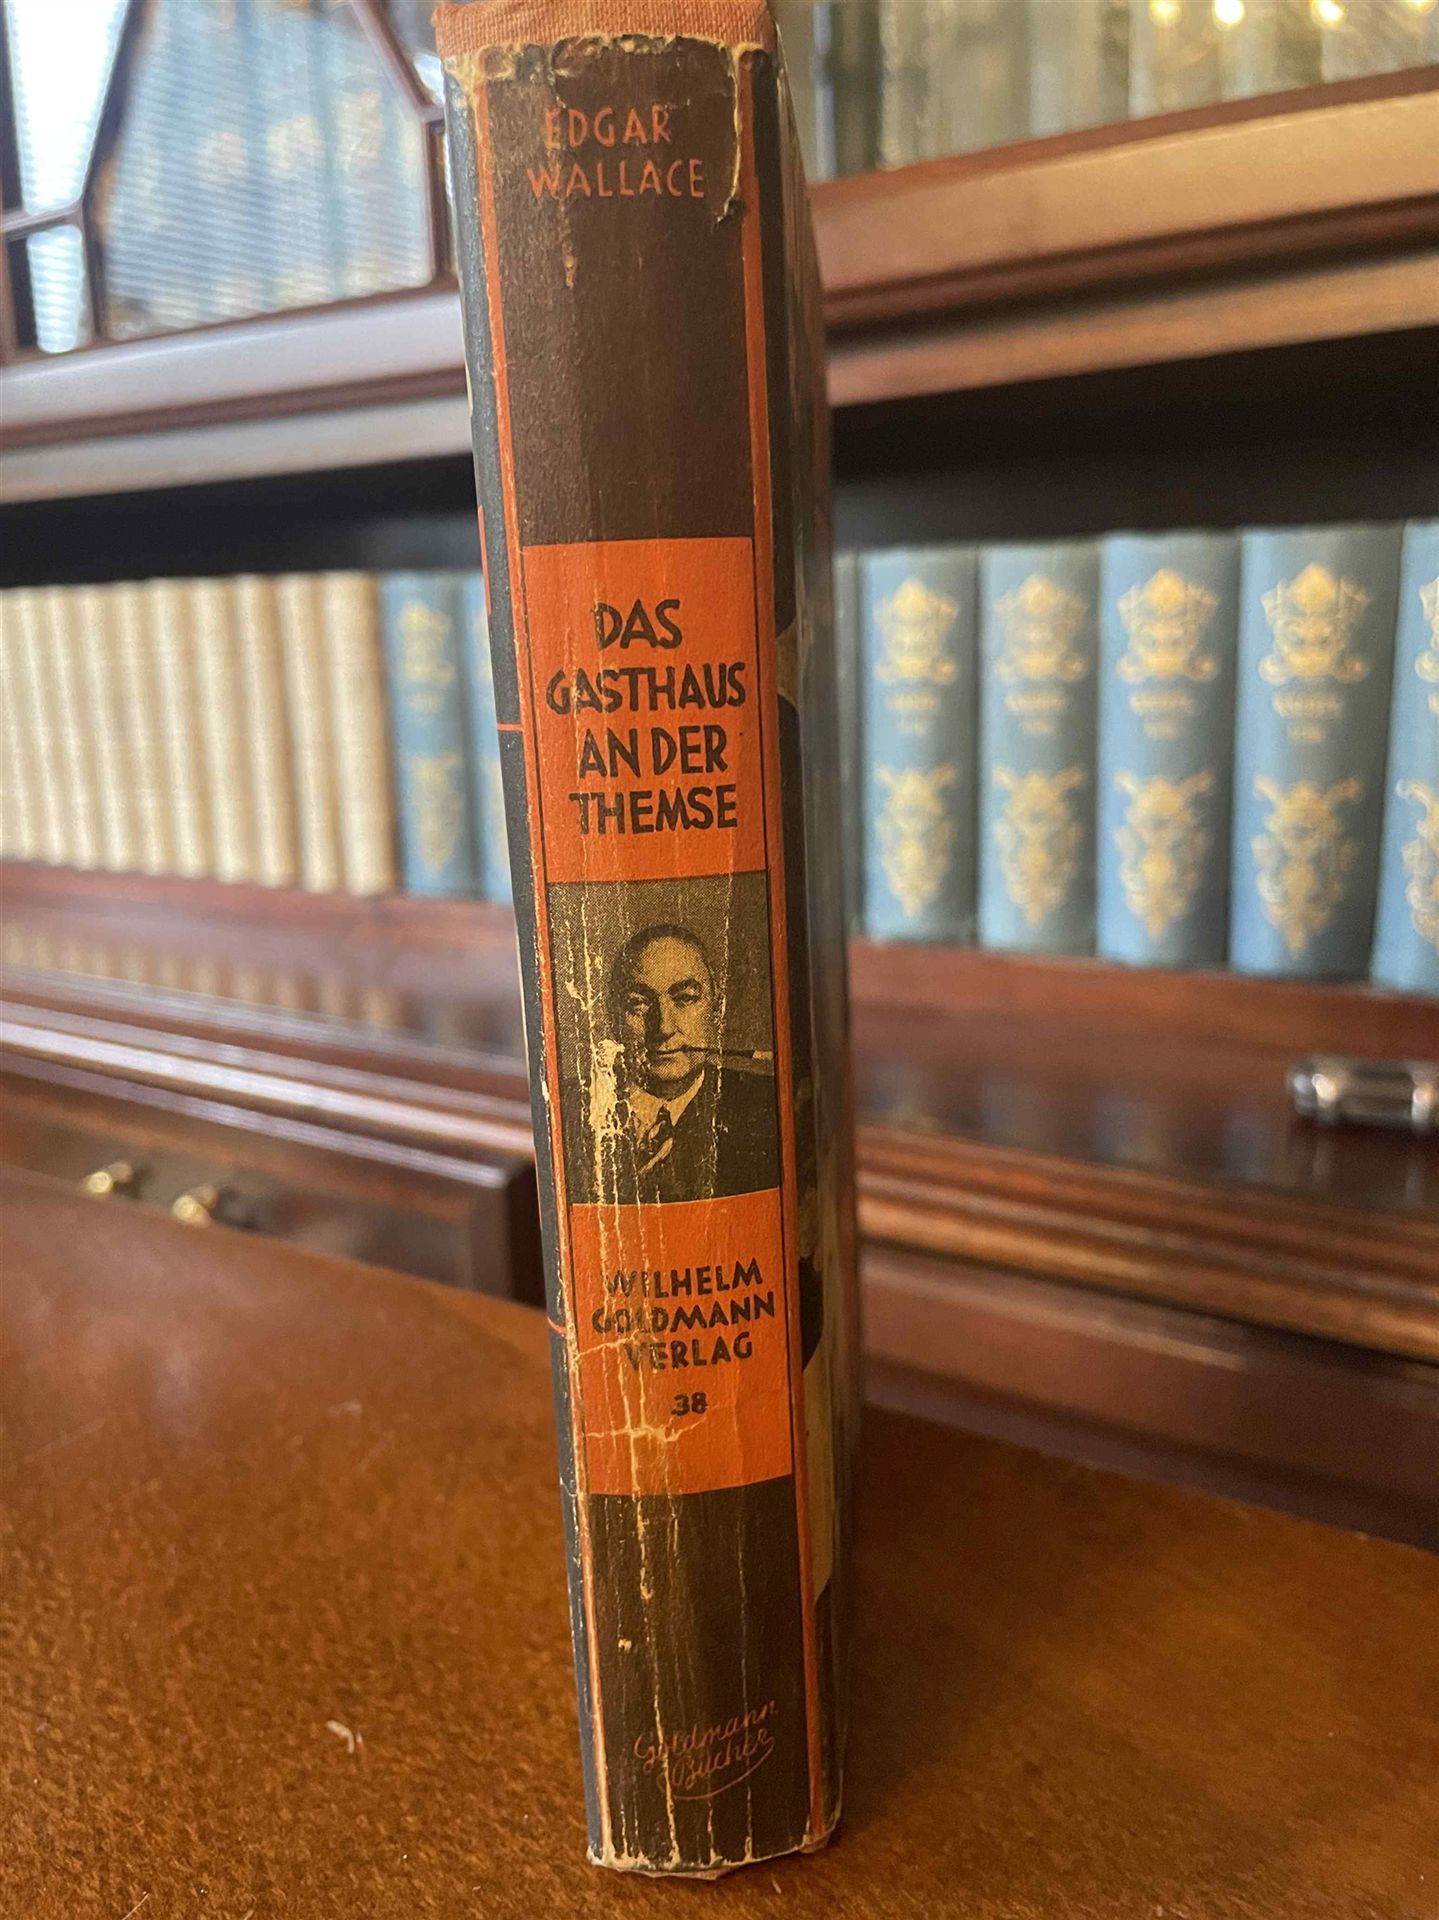 EDGAR
WALLACE
DAS
GASTHAUS
AN DER
THEMSE
WILHELM
GOLDMANN
VERLAG
38
Goldmann
Bücher